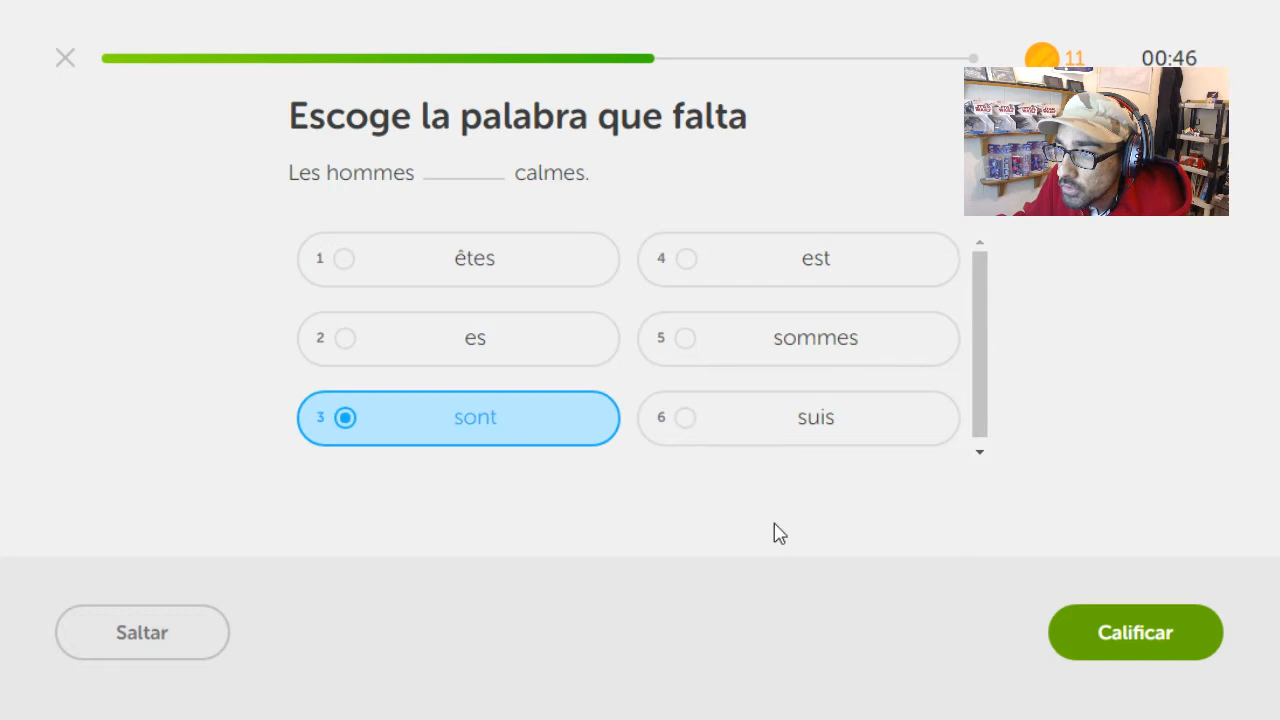 11 00:46
Escoge la palabra que falta
Les hommes ________ calmes.
1 êtes
4 est
2 es
5 sommes
3 sont
6 suis
Saltar
Calificar